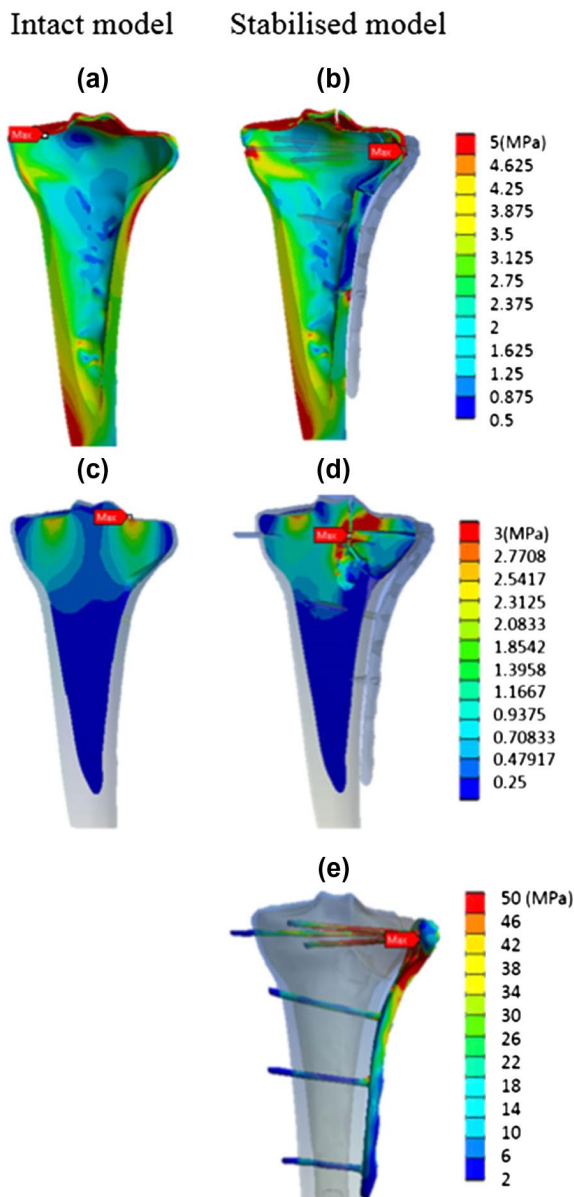 Intact model
Stabilised model
(a)
(b)
Max
Max
5(MPa)
4.625
4.25
3.875
3.5
3.125
2.75
2.375
2
1.625
1.25
0.875
0.5
(c)
(d)
Max
Max
3(MPa)
2.7708
2.5417
2.3125
2.0833
1.8542
1.3958
1.1667
0.9375
0.70833
0.47917
0.25
(e)
Max
50 (MPa)
46
42
38
34
30
26
22
18
14
10
6
2